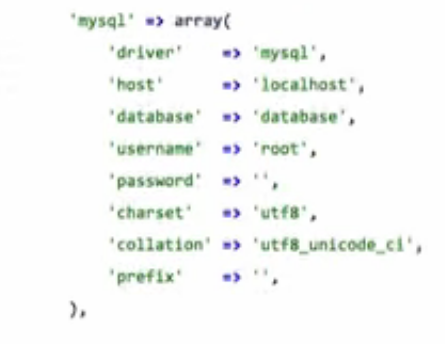 'mysql' => array(
    'driver'    => 'mysql',
    'host'      => 'localhost',
    'database'  => 'database',
    'username'  => 'root',
    'password'  => '',
    'charset'   => 'utf8',
    'collation' => 'utf8_unicode_ci',
    'prefix'    => '',
),